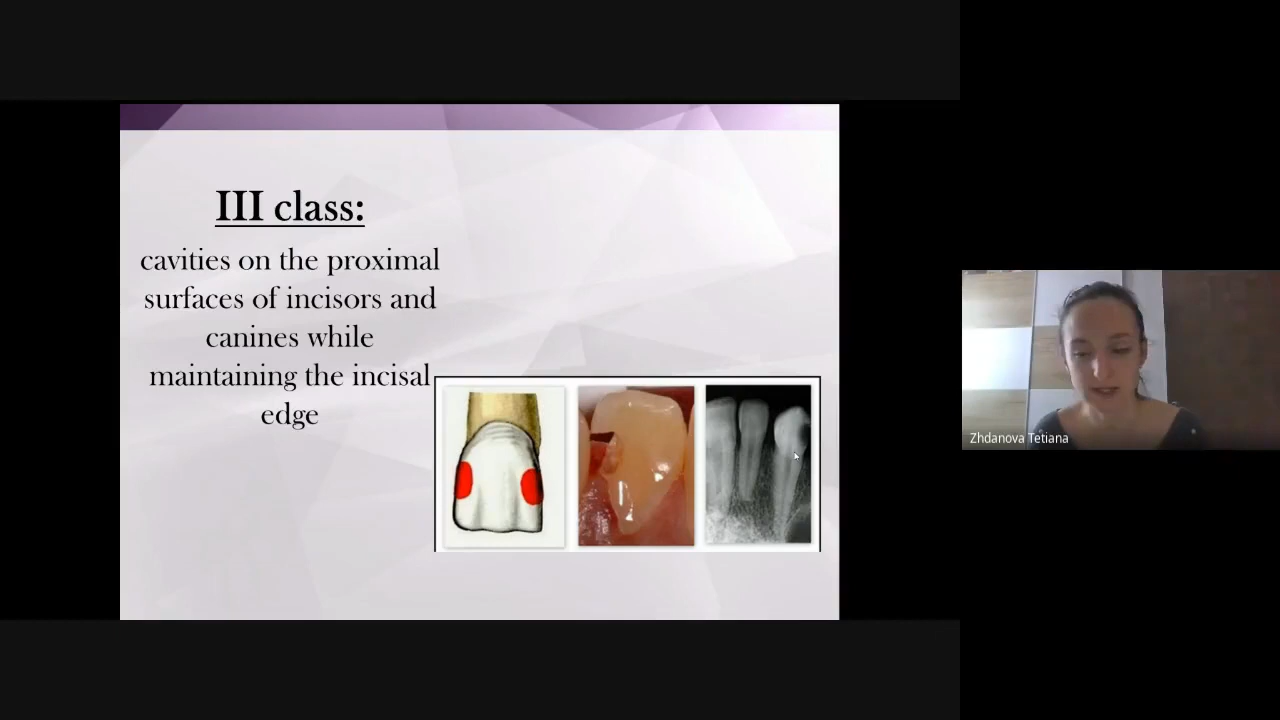 III class:
cavities on the proximal
surfaces of incisors and
canines while
maintaining the incisal
edge
Zhdanova Tetiana